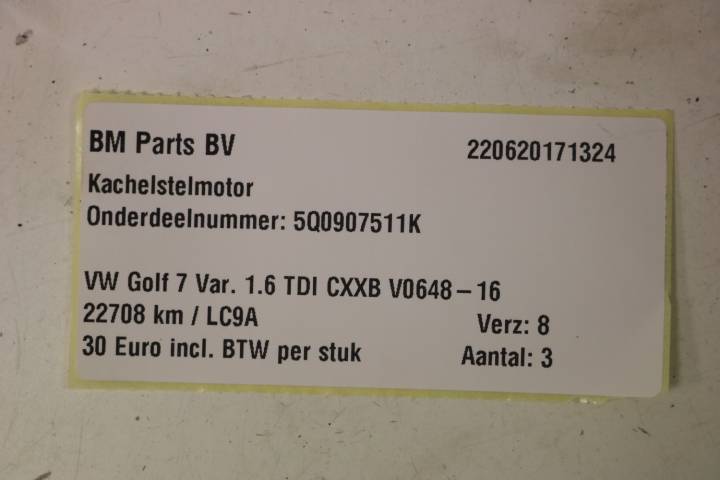 BM Parts BV 220620171324
Kachelstelmotor
Onderdeelnummer: 5Q0907511K
VW Golf 7 Var. 1.6 TDI CXXB V0648-16
22708 km / LC9A Verz: 8
30 Euro incl. BTW per stuk Aantal: 3